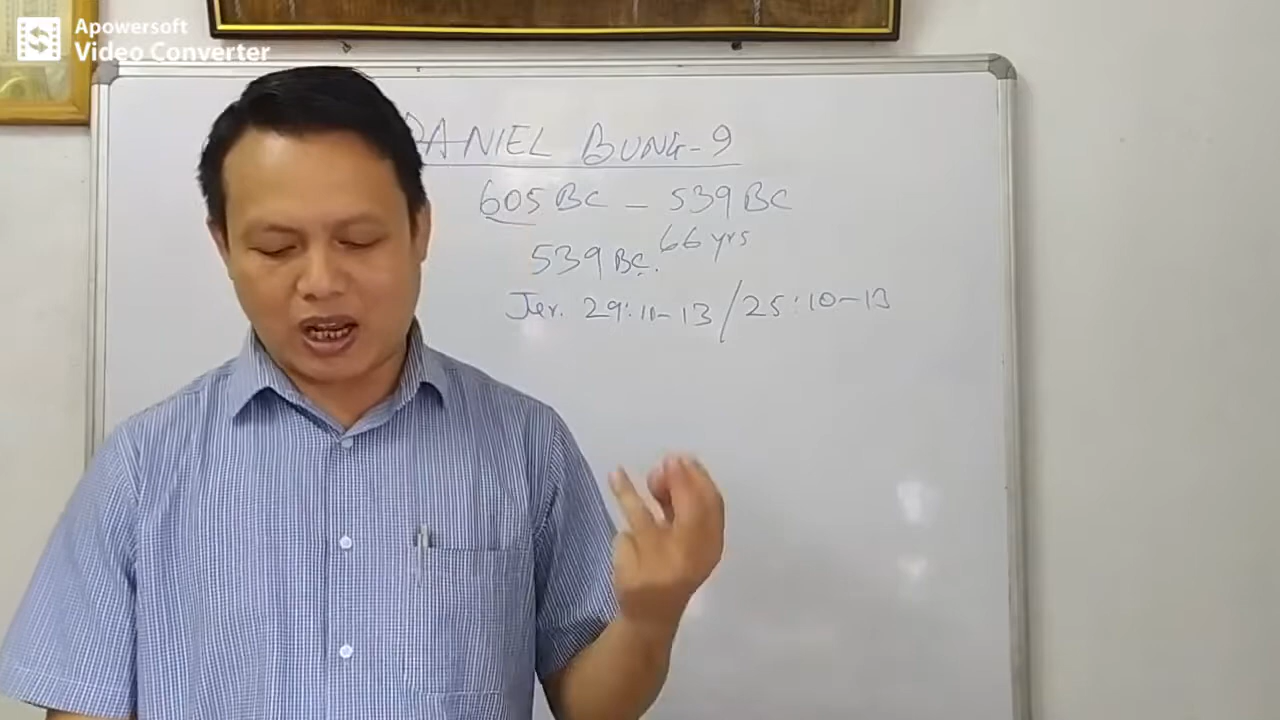 Apowersoft
Video Converter
DANIEL BUNG-9
605 BC - 539 BC
66 yrs
539 BC.
Jer. 29:11-13/25:10-13